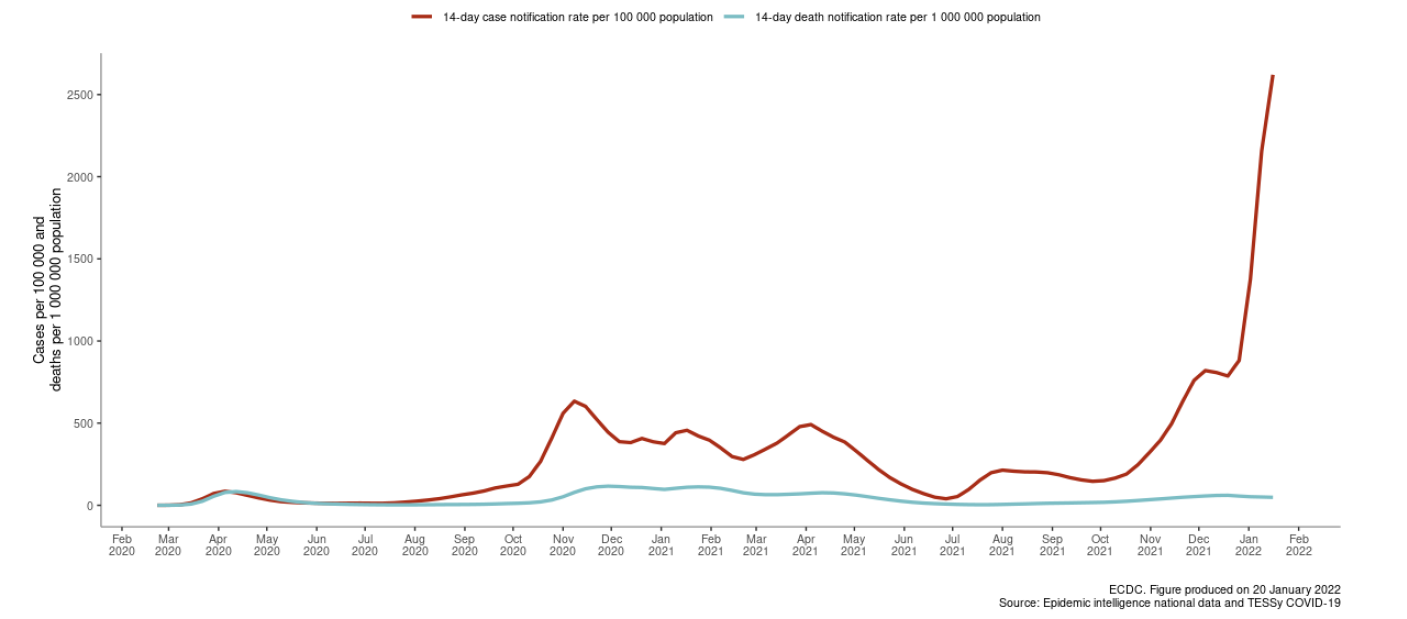 14-day case notification rate per 100 000 population
14-day death notification rate per 1 000 000 population
Cases per 100 000 and
deaths per 1 000 000 population
2500
2000
1500
1000
500
0
Feb 2020
Mar 2020
Apr 2020
May 2020
Jun 2020
Jul 2020
Aug 2020
Sep 2020
Oct 2020
Nov 2020
Dec 2020
Jan 2021
Feb 2021
Mar 2021
Apr 2021
May 2021
Jun 2021
Jul 2021
Aug 2021
Sep 2021
Oct 2021
Nov 2021
Dec 2021
Jan 2022
Feb 2022
ECDC. Figure produced on 20 January 2022
Source: Epidemic intelligence national data and TESSy COVID-19